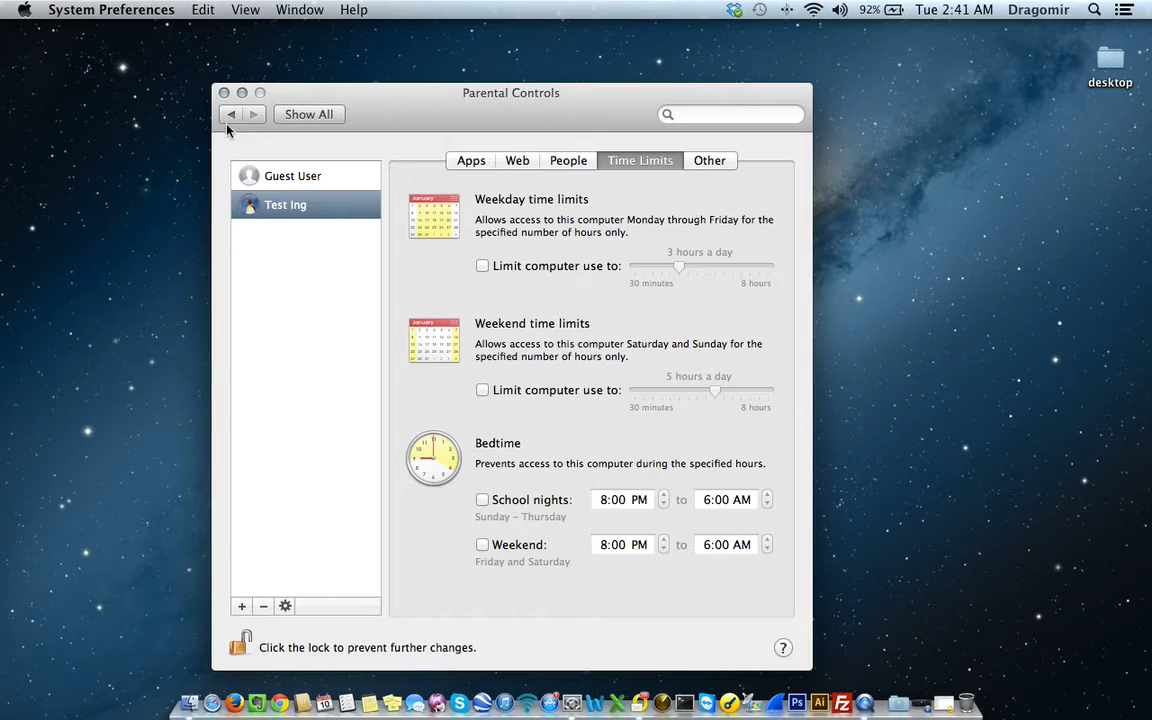 System Preferences Edit View Window Help 92% Tue 2:41 AM Dragomir
desktop
Parental Controls
Show All
Guest User
Test Ing
Apps Web People Time Limits Other
Weekday time limits
Allows access to this computer Monday through Friday for the
specified number of hours only.
3 hours a day
Limit computer use to:
30 minutes 8 hours
Weekend time limits
Allows access to this computer Saturday and Sunday for the
specified number of hours only.
5 hours a day
Limit computer use to:
30 minutes 8 hours
Bedtime
Prevents access to this computer during the specified hours.
School nights: 8:00 PM to 6:00 AM
Sunday – Thursday
Weekend: 8:00 PM to 6:00 AM
Friday and Saturday
Click the lock to prevent further changes.
?